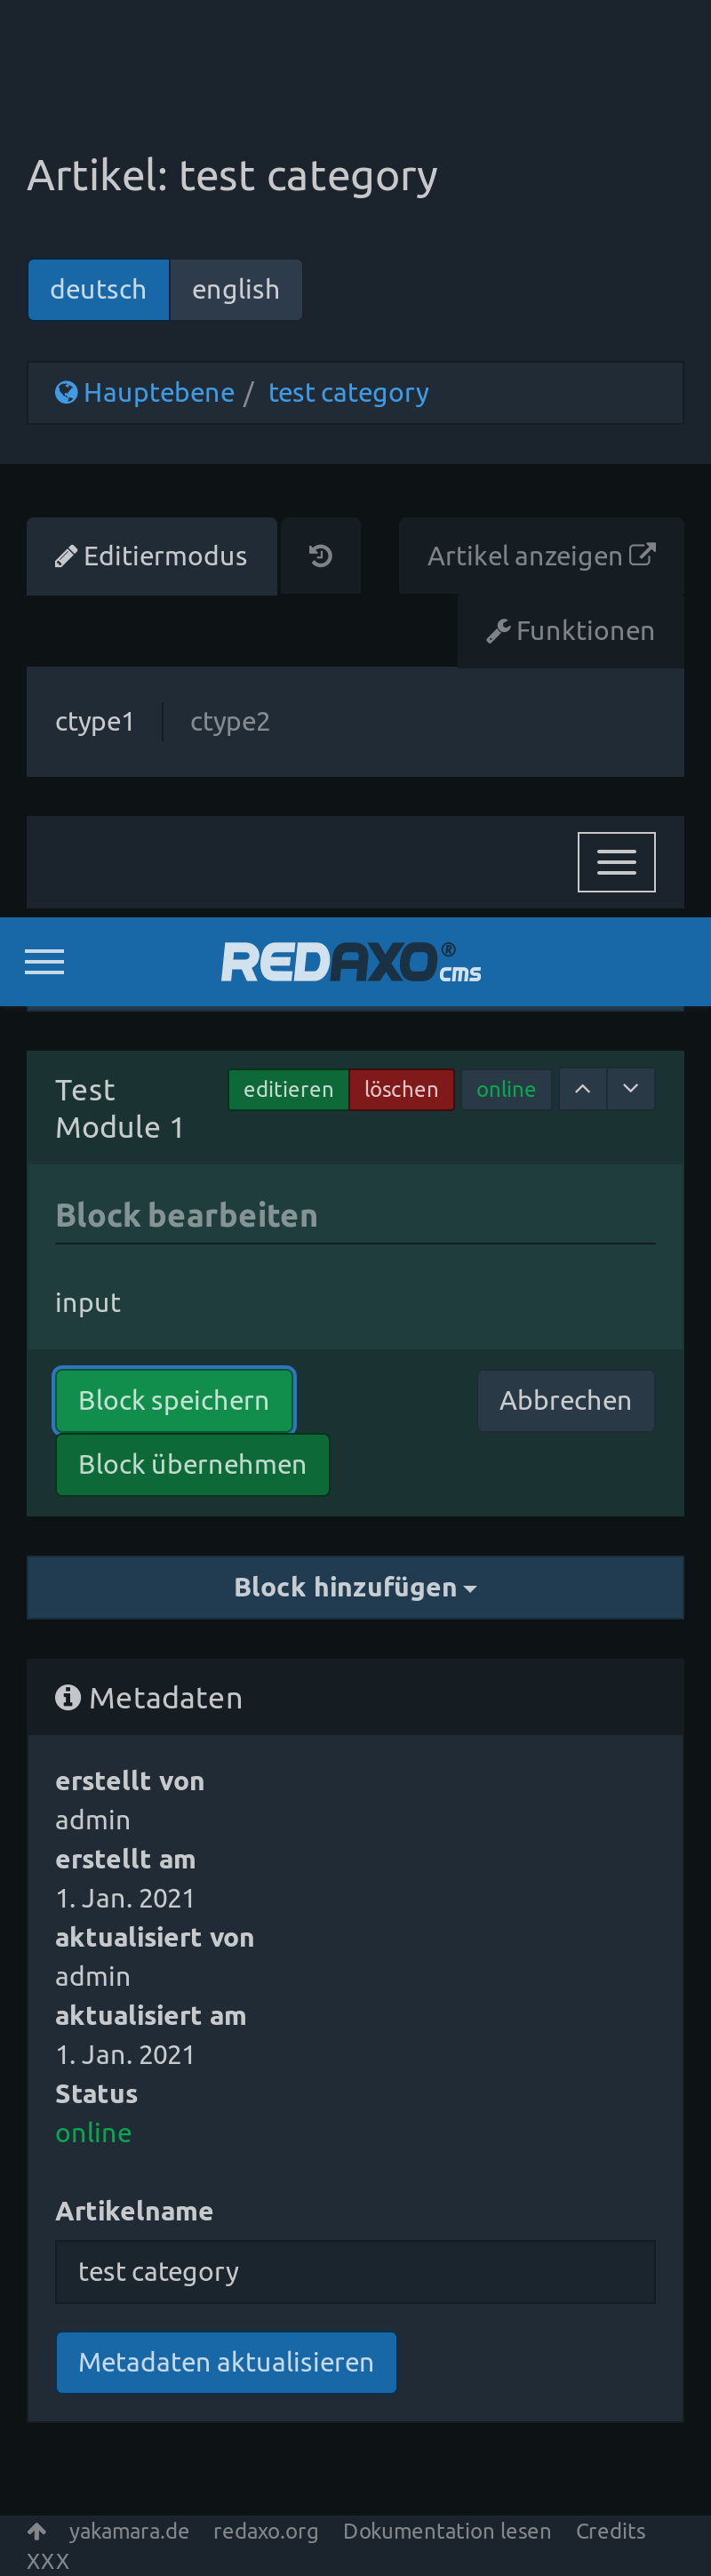 Artikel: test category
deutsch english
Hauptebene / test category
Editiermodus Artikel anzeigen
Funktionen
ctype1 ctype2
REDAXO® cms
Test Module 1 editieren löschen online
Block bearbeiten
input
Block speichern Abbrechen
Block übernehmen
Block hinzufügen
Metadaten
erstellt von
admin
erstellt am
1. Jan. 2021
aktualisiert von
admin
aktualisiert am
1. Jan. 2021
Status
online
Artikelname
test category
Metadaten aktualisieren
yakamara.de redaxo.org Dokumentation lesen Credits
XXX